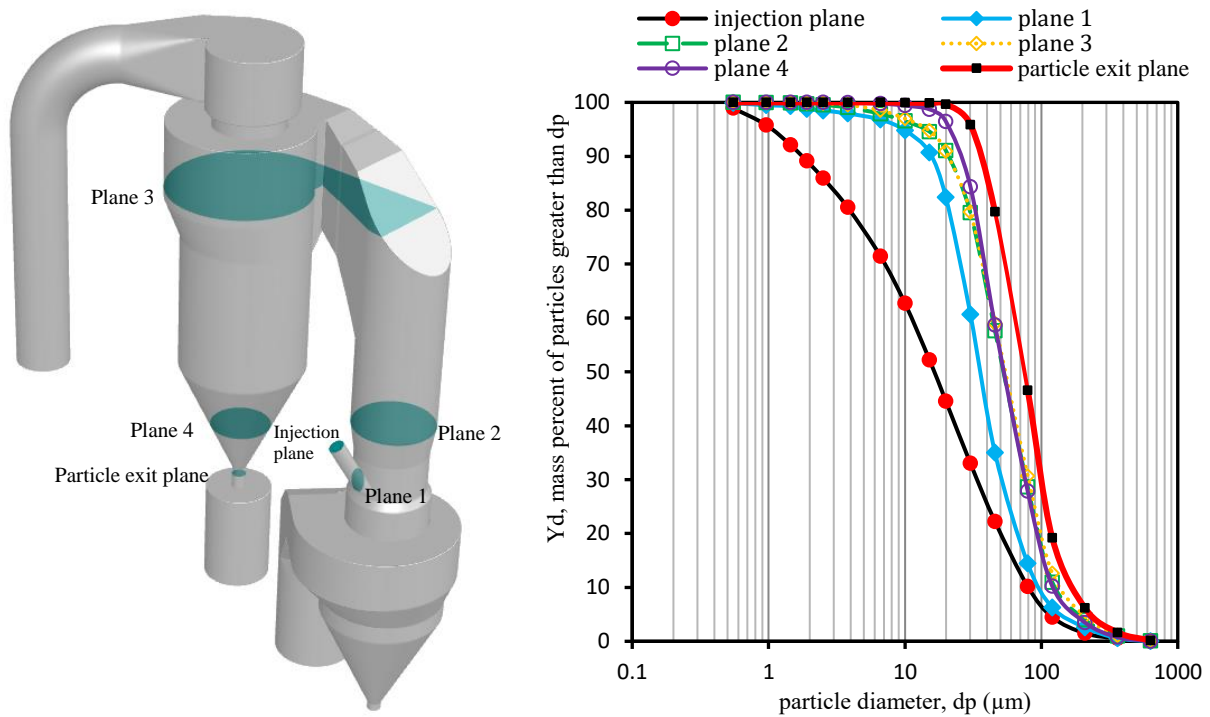 Plane 3
Plane 4
Injection
plane
Plane 2
Particle exit plane
Plane 1
injection plane
plane 1
plane 2
plane 3
plane 4
particle exit plane
Yd, mass percent of particles greater than dp
100
90
80
70
60
50
40
30
20
10
0
0.1
1
10
100
1000
particle diameter, dp (µm)